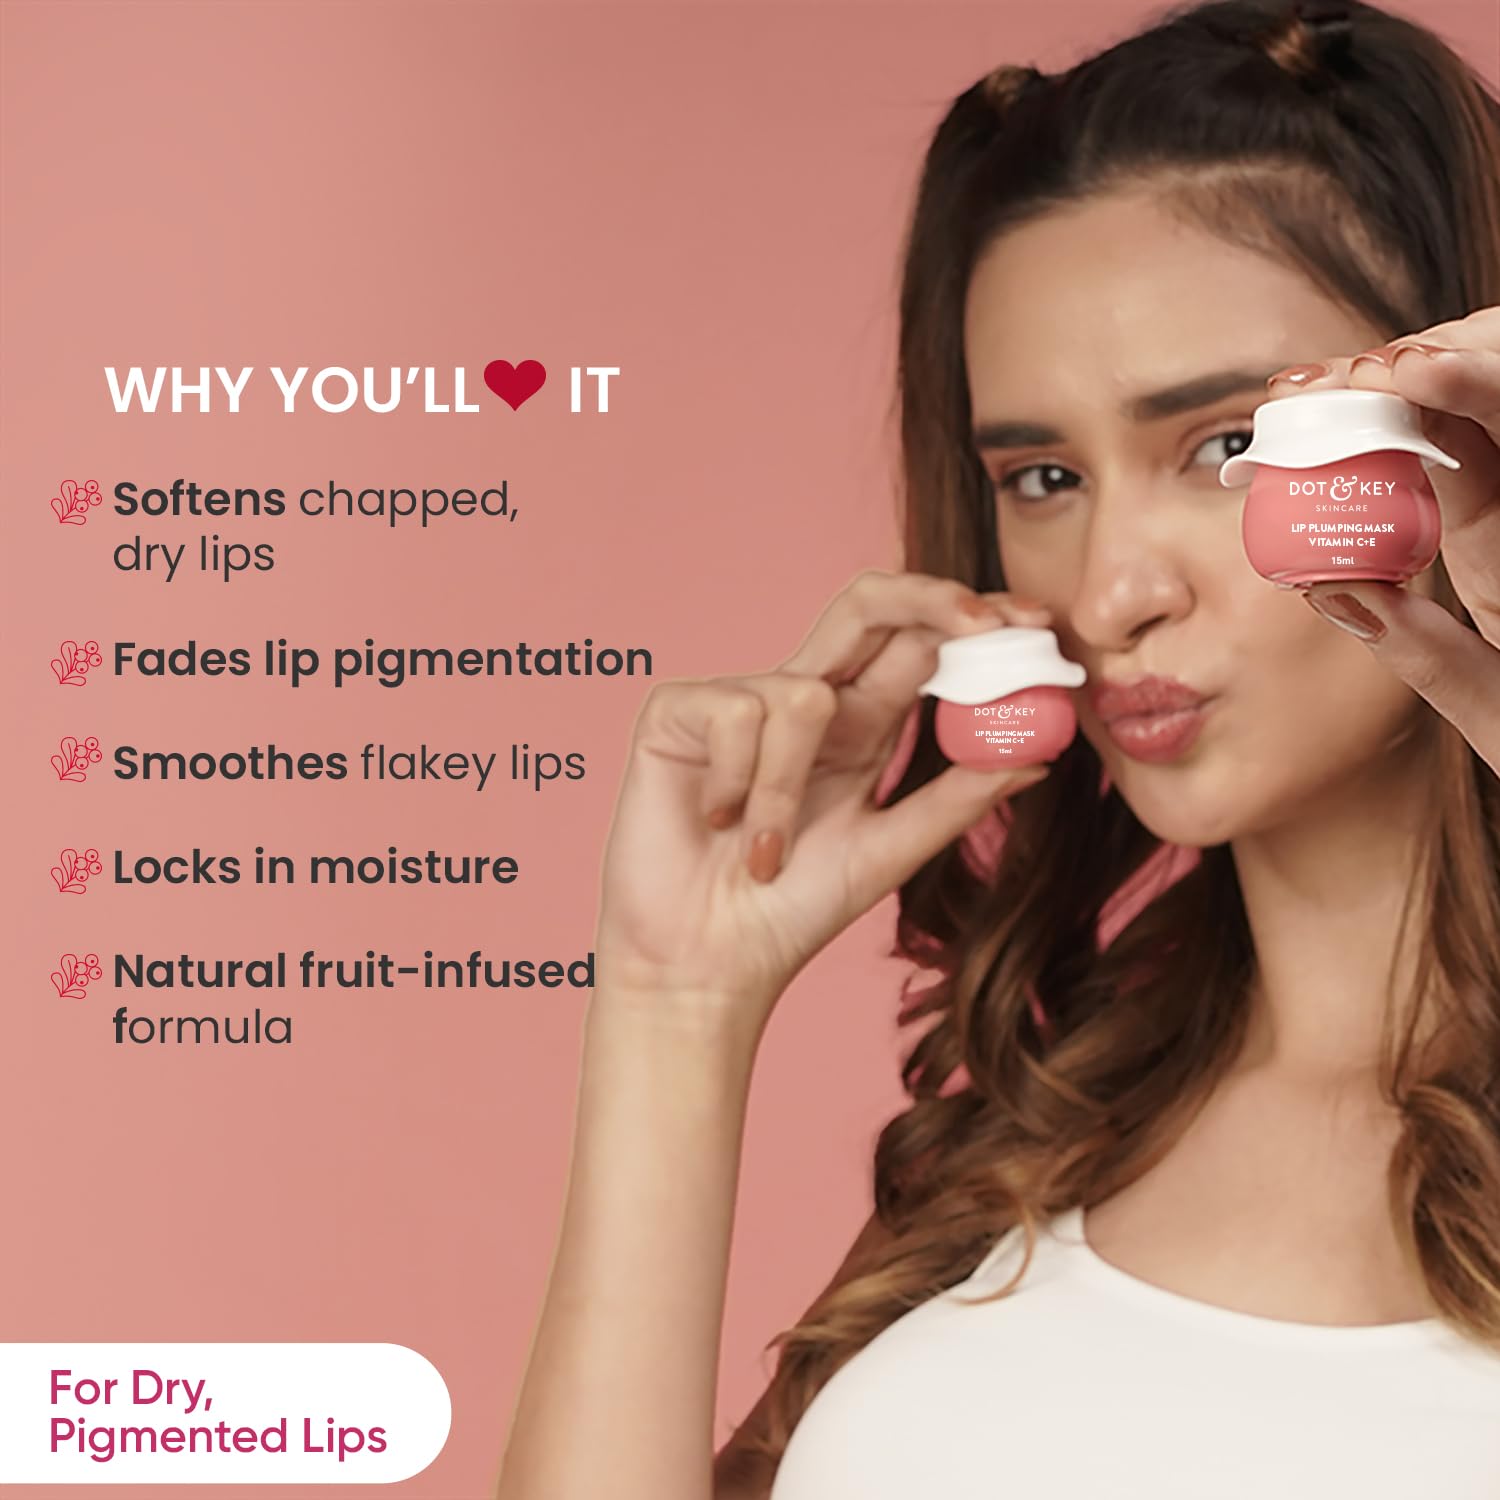 WHY YOU'LL❤ IT
Softens chapped,
dry lips
Fades lip pigmentation
Smoothes flakey lips
Locks in moisture
Natural fruit-infused
formula
For Dry,
Pigmented Lips
DOT & KEY
SKINCARE
LIP PLUMPING MASK
VITAMIN C+E
15ml
DOT & KEY
SKINCARE
LIP PLUMPING MASK
VITAMIN C+E
15ml